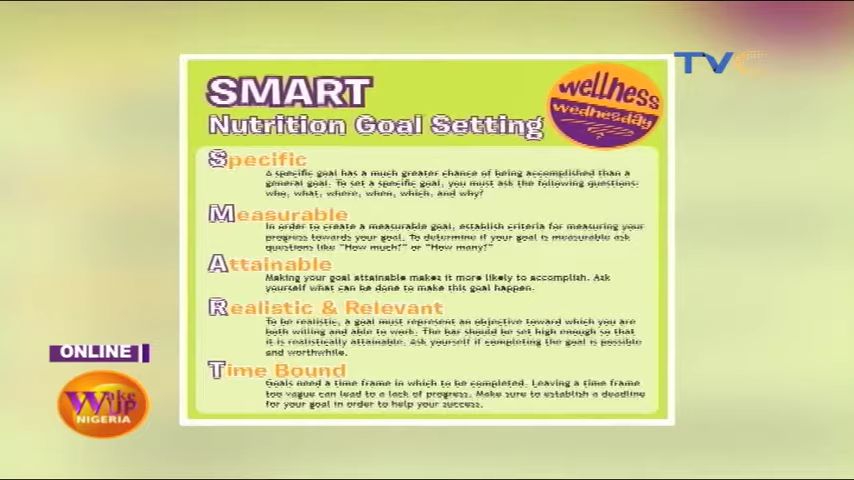 TVC
SMART
Nutrition Goal Setting
wellness
wednesday
Specific
A specific goal has a much greater chance of being accomplished than a
general goal. To set a specific goal, you must ask the following questions:
who, what, where, when, which, and why?
Measurable
In order to create a measurable goal, establish criteria for measuring your
progress towards your goal. To determine if your goal is measurable ask
questions like "How much?" or "How many?"
Attainable
Making your goal attainable makes it more likely to accomplish. Ask
yourself what can be done to make this goal happen.
Realistic & Relevant
To be realistic, a goal must represent an objective toward which you are
both willing and able to work. The bar should be set high enough so that
it is realistically attainable. Ask yourself if completing the goal is possible
and worthwhile.
Time Bound
Goals need a time frame in which to be completed. Leaving a time frame
too vague can lead to a lack of progress. Make sure to establish a deadline
for your goal in order to help your success.
ONLINE
Wake
UP
NIGERIA